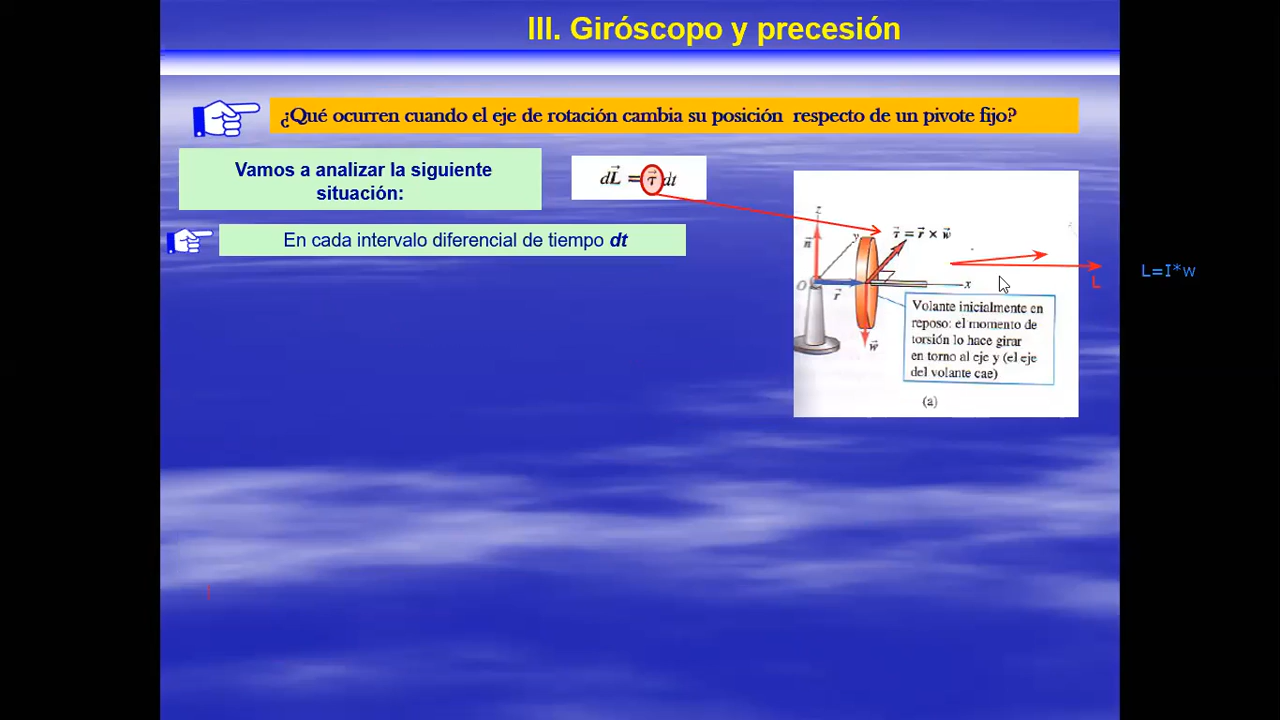 III. Giróscopo y precesión
¿Qué ocurren cuando el eje de rotación cambia su posición respecto de un pivote fijo?
Vamos a analizar la siguiente
situación:
dL⃗ = τ⃗ dt
En cada intervalo diferencial de tiempo dt
z
n⃗
y
τ⃗ = r⃗ × w⃗
O
r⃗
x
w⃗
L
L=I*w
Volante inicialmente en
reposo: el momento de
torsión lo hace girar
en torno al eje y (el eje
del volante cae)
(a)